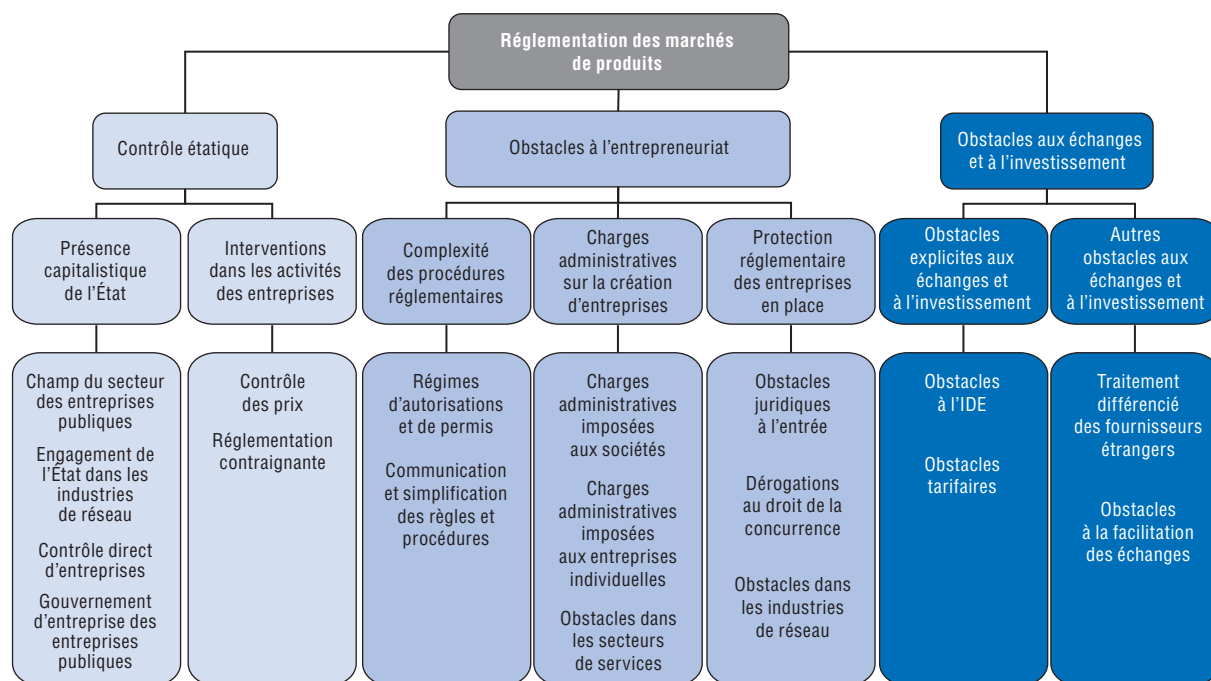 Réglementation des marchés
de produits
Contrôle étatique
Obstacles à l'entrepreneuriat
Obstacles aux échanges
et à l'investissement
Présence
capitalistique
de l'État
Interventions
dans les activités
des entreprises
Complexité
des procédures
réglementaires
Charges
administratives
sur la création
d'entreprises
Protection
réglementaire
des entreprises
en place
Obstacles
explicites aux
échanges et
à l'investissement
Autres
obstacles aux
échanges et
à l'investissement
Champ du secteur
des entreprises
publiques
Engagement de
l'État dans les
industries
de réseau
Contrôle direct
d'entreprises
Gouvernement
d'entreprise des
entreprises
publiques
Contrôle
des prix
Réglementation
contraignante
Régimes
d'autorisations
et de permis
Communication
et simplification
des règles et
procédures
Charges
administratives
imposées
aux sociétés
Charges
administratives
imposées
aux entreprises
individuelles
Obstacles dans
les secteurs
de services
Obstacles
juridiques
à l'entrée
Dérogations
au droit de la
concurrence
Obstacles dans
les industries
de réseau
Obstacles
à l'IDE
Obstacles
tarifaires
Traitement
différencié
des fournisseurs
étrangers
Obstacles
à la facilitation
des échanges